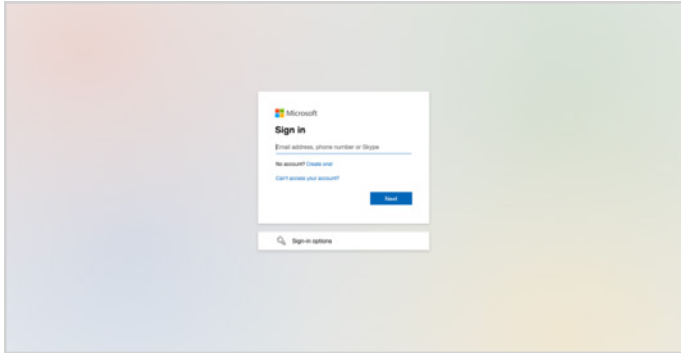 Microsoft
Sign in
Email address, phone number or Skype
No account? Create one!
Can't access your account?
Next
Sign-in options